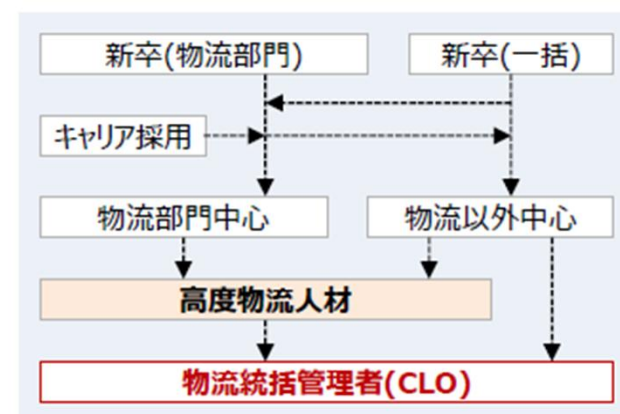 新卒(物流部門)
新卒(一括)
キャリア採用
物流部門中心
物流以外中心
高度物流人材
物流統括管理者(CLO)